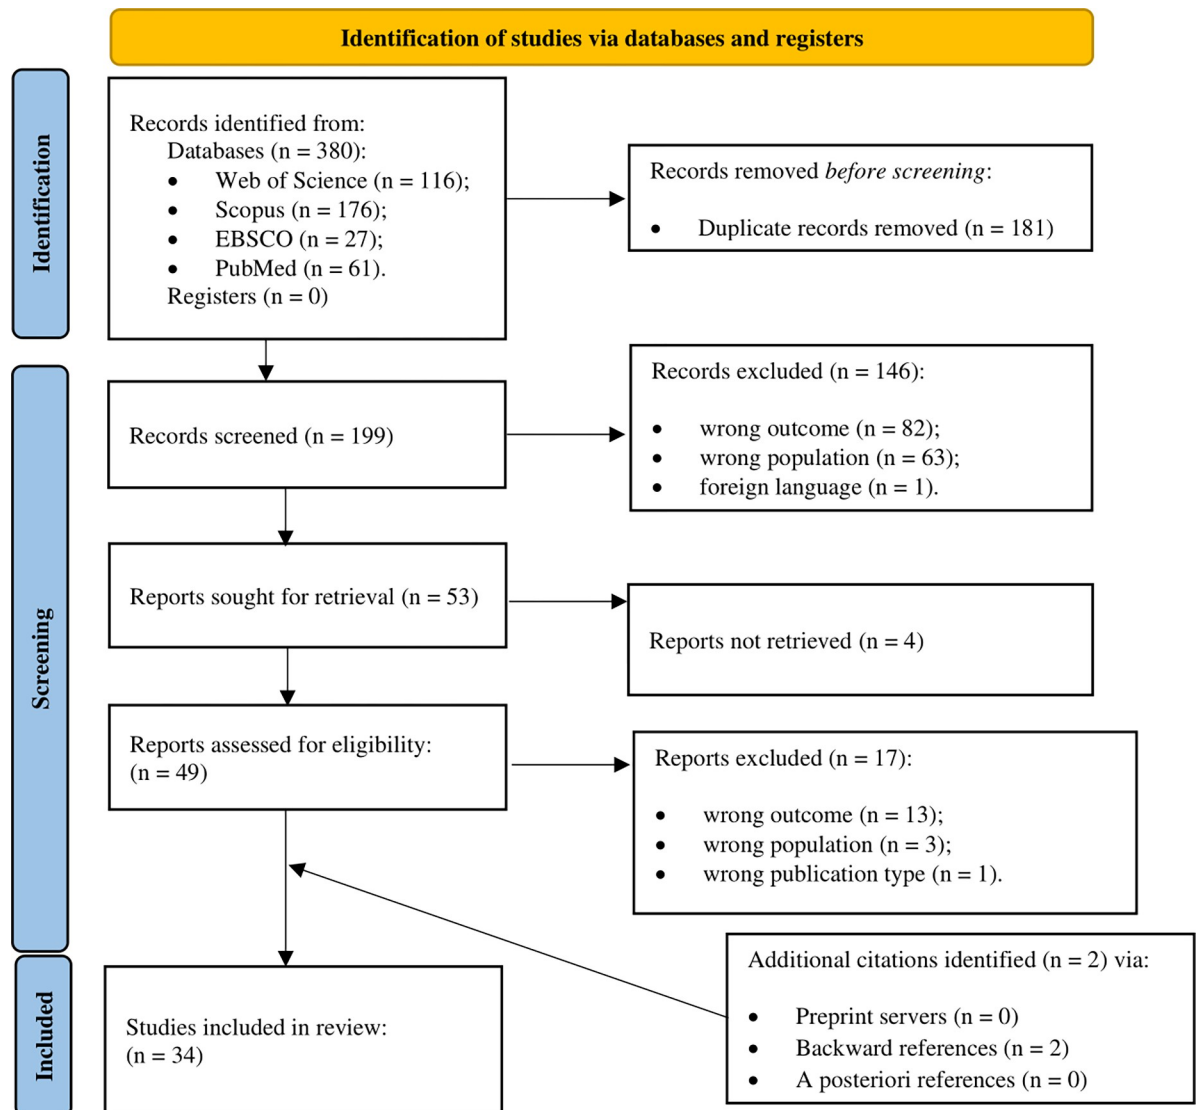 Identification of studies via databases and registers
Identification
Records identified from:
Databases (n = 380):
• Web of Science (n = 116);
• Scopus (n = 176);
• EBSCO (n = 27);
• PubMed (n = 61).
Registers (n = 0)
Records removed before screening:
• Duplicate records removed (n = 181)
Screening
Records screened (n = 199)
Records excluded (n = 146):
• wrong outcome (n = 82);
• wrong population (n = 63);
• foreign language (n = 1).
Reports sought for retrieval (n = 53)
Reports not retrieved (n = 4)
Reports assessed for eligibility:
(n = 49)
Reports excluded (n = 17):
• wrong outcome (n = 13);
• wrong population (n = 3);
• wrong publication type (n = 1).
Additional citations identified (n = 2) via:
• Preprint servers (n = 0)
• Backward references (n = 2)
• A posteriori references (n = 0)
Included
Studies included in review:
(n = 34)